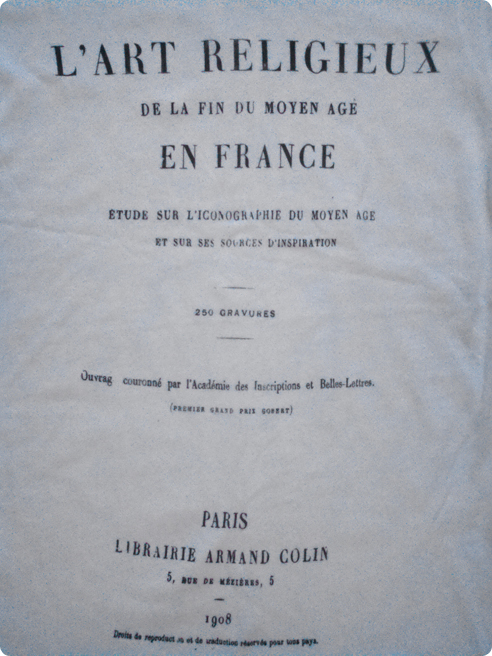 L'ART RELIGIEUX
DE LA FIN DU MOYEN AGE
EN FRANCE
ÉTUDE SUR L'ICONOGRAPHIE DU MOYEN AGE
ET SUR SES SOURCES D'INSPIRATION
250 GRAVURES
Ouvrag couronné par l'Académie des Inscriptions et Belles-Lettres.
(PREMIER GRAND PRIX GOBERT)
PARIS
LIBRAIRIE ARMAND COLIN
5, RUE DE MÉZIÈRES, 5
1908
Droits de reproduct on et de traduction réservés pour tous pays.